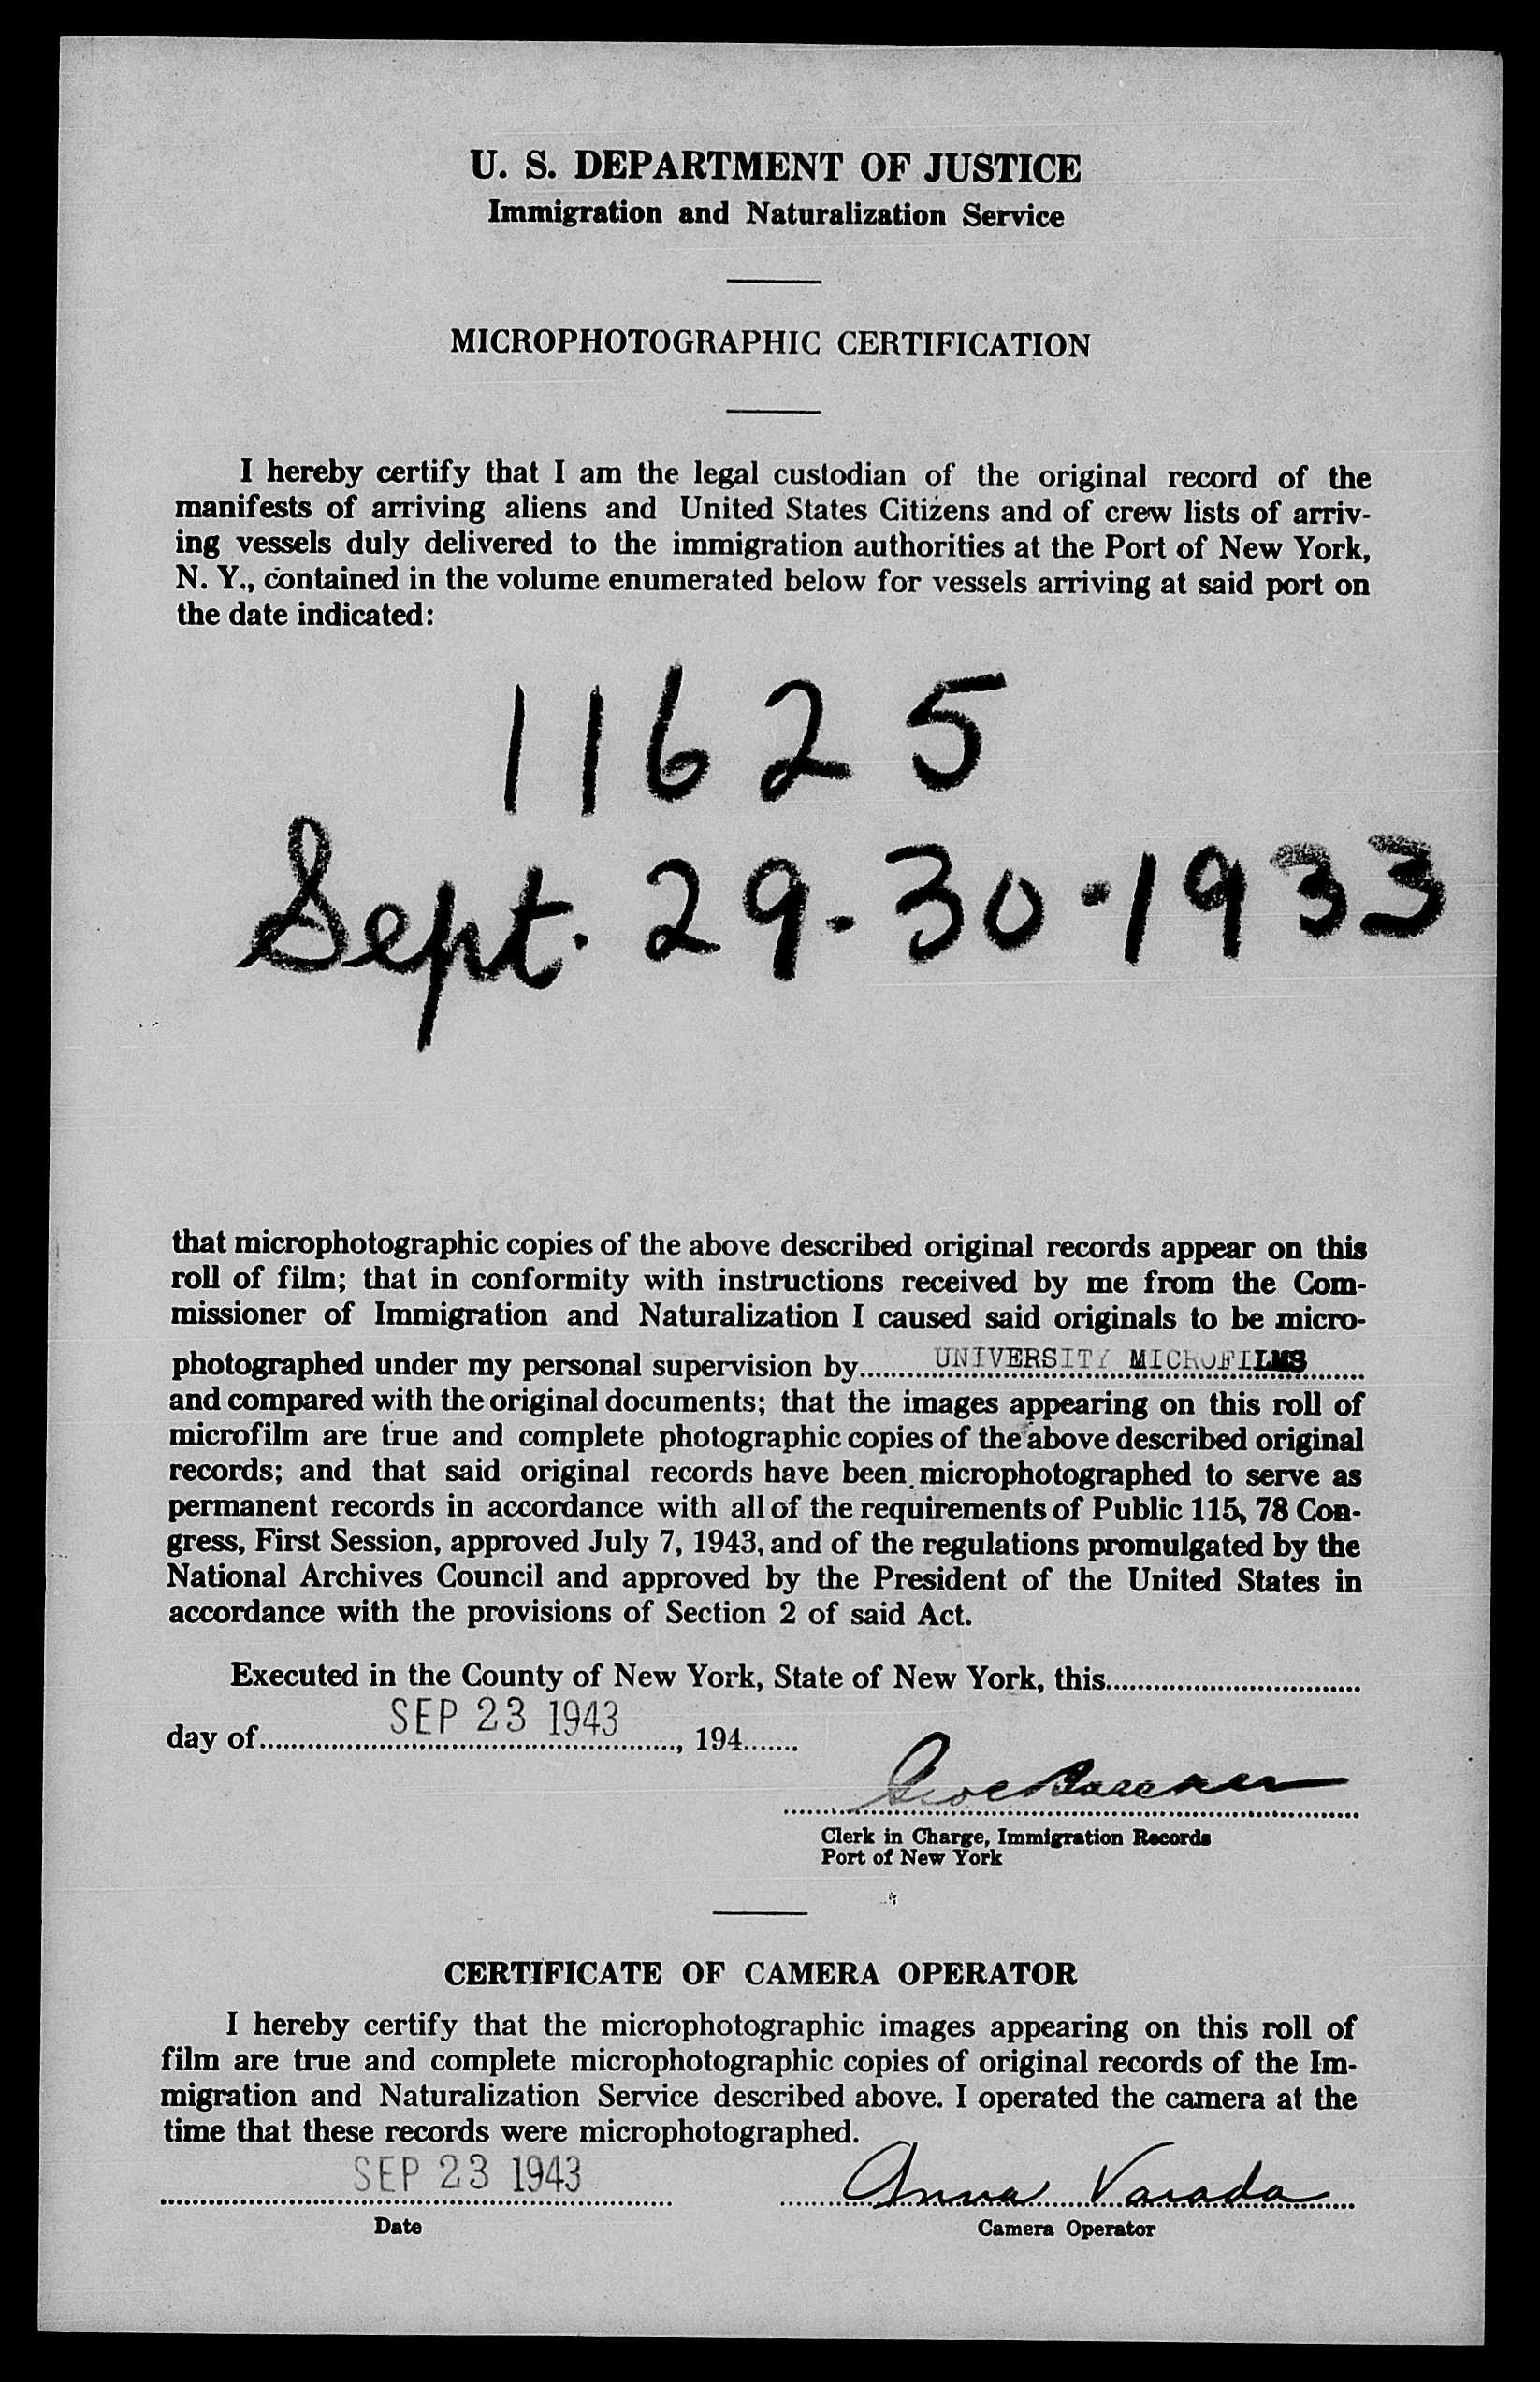 U. S. DEPARTMENT OF JUSTICE
Immigration and Naturalization Service
MICROPHOTOGRAPHIC CERTIFICATION
I hereby certify that I am the legal custodian of the original record of the
manifests of arriving aliens and United States Citizens and of crew lists of arriv-
ing vessels duly delivered to the immigration authorities at the Port of New York,
N. Y., contained in the volume enumerated below for vessels arriving at said port on
the date indicated:
11625
Sept. 29-30-1933
that microphotographic copies of the above described original records appear on this
roll of film; that in conformity with instructions received by me from the Com-
missioner of Immigration and Naturalization I caused said originals to be micro-
photographed under my personal supervision by UNIVERSITY MICROFILMS
and compared with the original documents; that the images appearing on this roll of
microfilm are true and complete photographic copies of the above described original
records; and that said original records have been microphotographed to serve as
permanent records in accordance with all of the requirements of Public 115, 78 Con-
gress, First Session, approved July 7, 1943, and of the regulations promulgated by the
National Archives Council and approved by the President of the United States in
accordance with the provisions of Section 2 of said Act.
Executed in the County of New York, State of New York, this
day of SEP 23 1943, 194
Clerk in Charge, Immigration Records
Port of New York
CERTIFICATE OF CAMERA OPERATOR
I hereby certify that the microphotographic images appearing on this roll of
film are true and complete microphotographic copies of original records of the Im-
migration and Naturalization Service described above. I operated the camera at the
time that these records were microphotographed.
SEP 23 1943 Anna Varada
Date Camera Operator